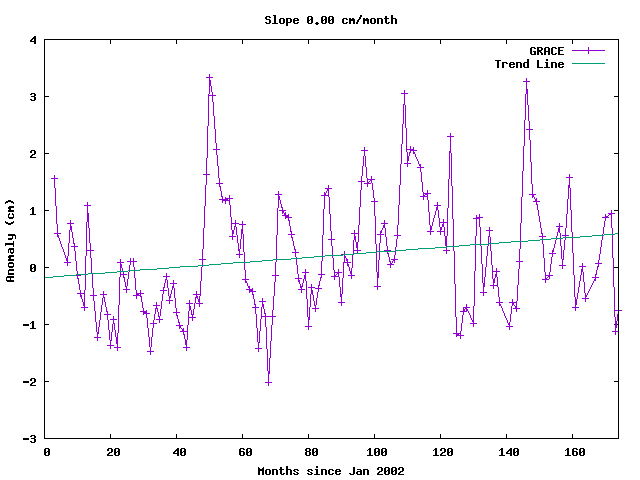 Slope 0.00 cm/month
GRACE
Trend Line
4
3
2
1
0
-1
-2
-3
Anomaly (cm)
0 20 40 60 80 100 120 140 160
Months since Jan 2002